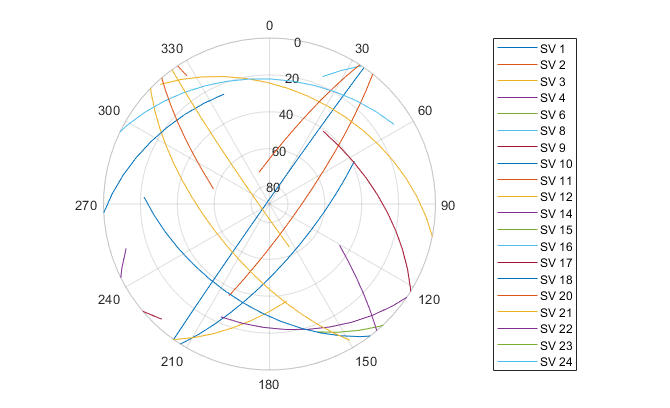 0
330
0
30
20
300
40
60
60
80
270
90
240
120
210
150
180
SV 1
SV 2
SV 3
SV 4
SV 6
SV 8
SV 9
SV 10
SV 11
SV 12
SV 14
SV 15
SV 16
SV 17
SV 18
SV 20
SV 21
SV 22
SV 23
SV 24